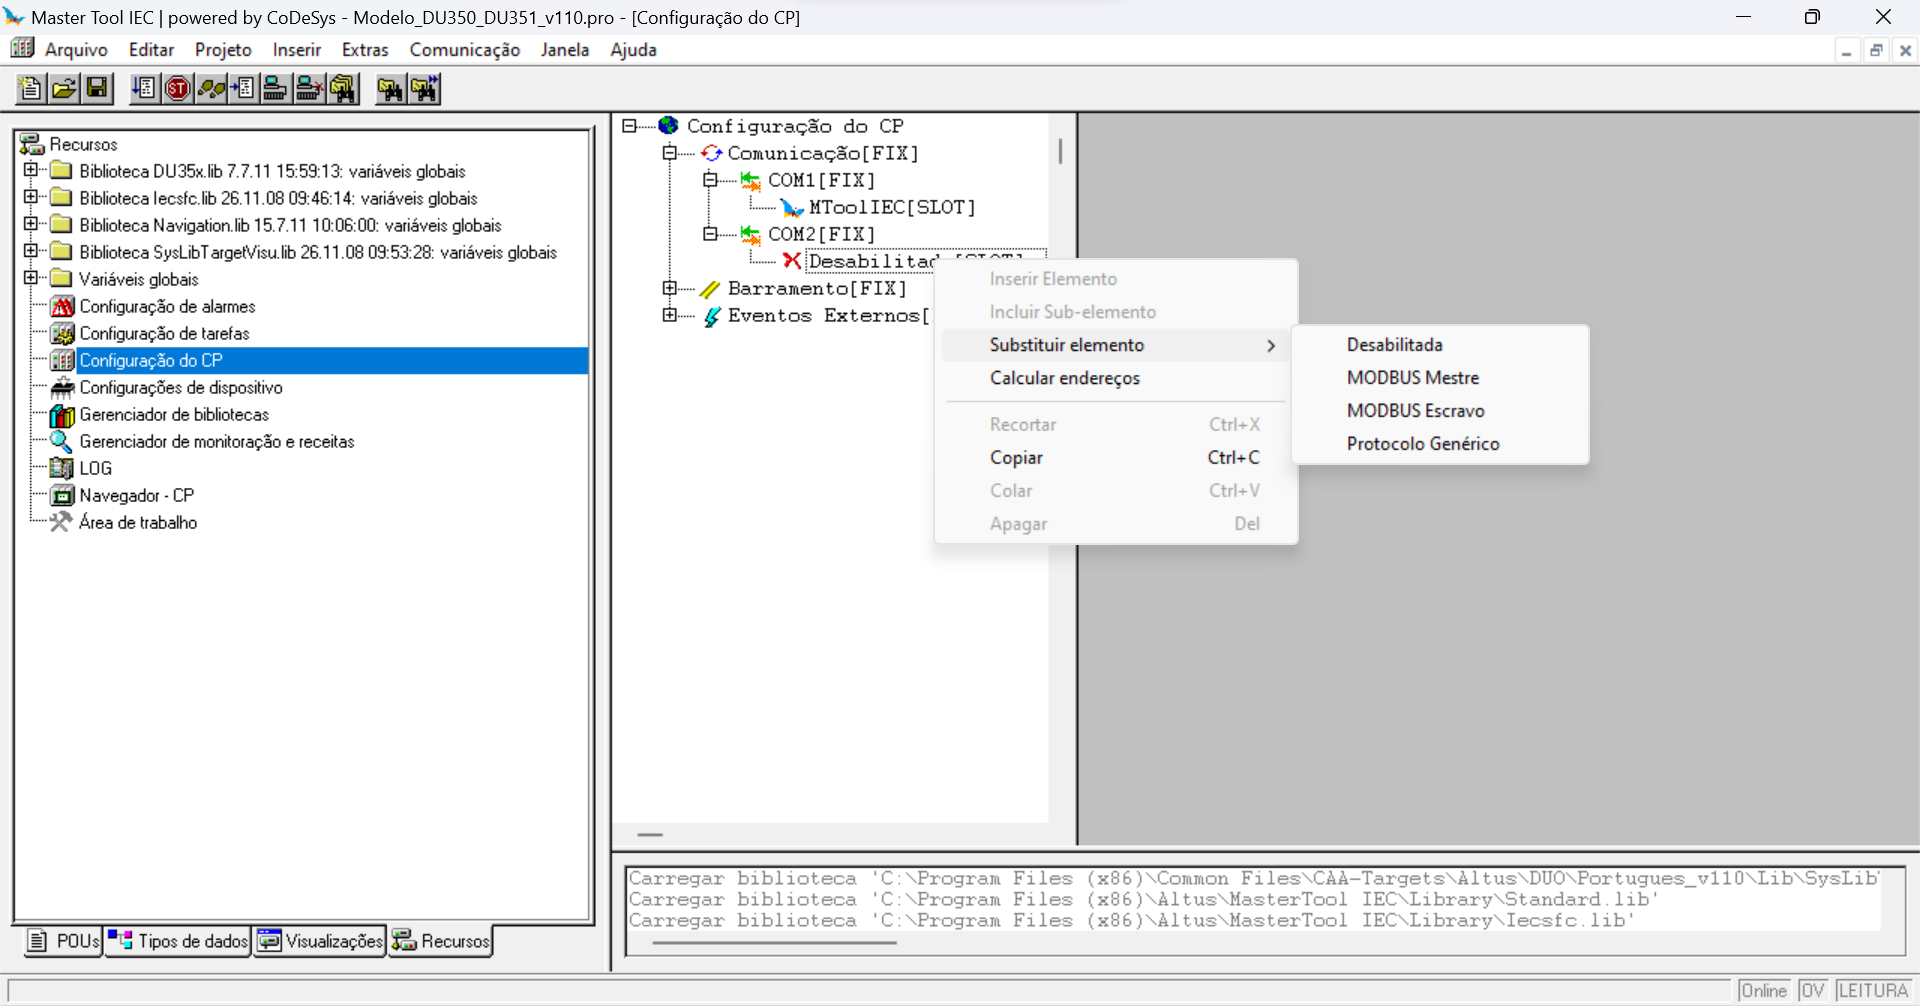 Master Tool IEC | powered by CoDeSys - Modelo_DU350_DU351_v110.pro - [Configuração do CP]
Arquivo Editar Projeto Inserir Extras Comunicação Janela Ajuda
Recursos
Biblioteca DU35x.lib 7.7.11 15:59:13: variáveis globais
Biblioteca Iecsfc.lib 26.11.08 09:46:14: variáveis globais
Biblioteca Navigation.lib 15.7.11 10:06:00: variáveis globais
Biblioteca SysLibTargetVisu.lib 26.11.08 09:53:28: variáveis globais
Variáveis globais
Configuração de alarmes
Configuração de tarefas
Configuração do CP
Configurações de dispositivo
Gerenciador de bibliotecas
Gerenciador de monitoração e receitas
LOG
Navegador - CP
Área de trabalho
POUs Tipos de dados Visualizações Recursos
Configuração do CP
Comunicação[FIX]
COM1[FIX]
MToolIEC[SLOT]
COM2[FIX]
Desabilitad
Barramento[FIX]
Eventos Externos[
Inserir Elemento
Incluir Sub-elemento
Substituir elemento
Calcular endereços
Recortar Ctrl+X
Copiar Ctrl+C
Colar Ctrl+V
Apagar Del
Desabilitada
MODBUS Mestre
MODBUS Escravo
Protocolo Genérico
Carregar biblioteca 'C:\Program Files (x86)\Common Files\CAA-Targets\Altus\DUO\Portugues_v110\Lib\SysLib
Carregar biblioteca 'C:\Program Files (x86)\Altus\MasterTool IEC\Library\Standard.lib'
Carregar biblioteca 'C:\Program Files (x86)\Altus\MasterTool IEC\Library\Iecsfc.lib'
Online OV LEITURA